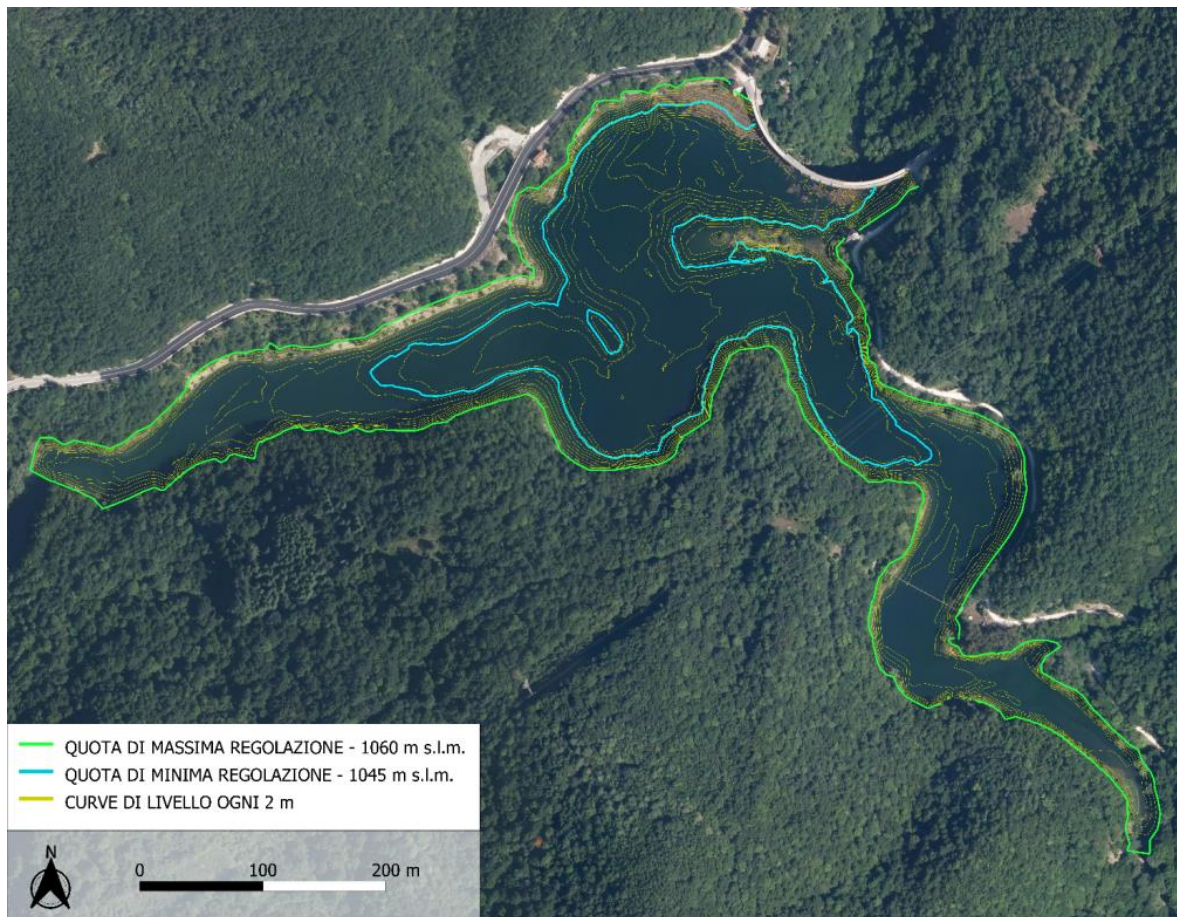 QUOTA DI MASSIMA REGOLAZIONE - 1060 m s.l.m.
QUOTA DI MINIMA REGOLAZIONE - 1045 m s.l.m.
CURVE DI LIVELLO OGNI 2 m
N
0 100 200 m